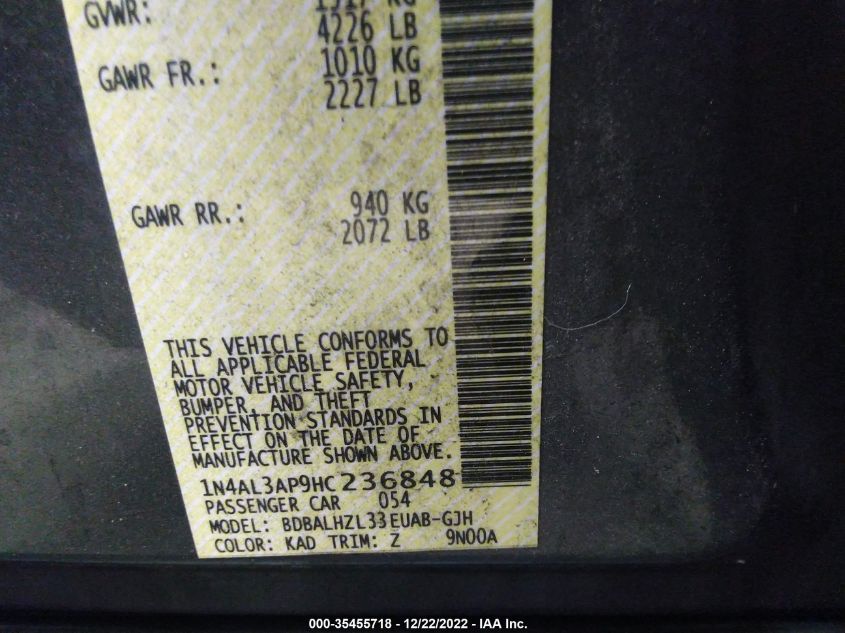 GVWR: 1917 KG
4226 LB
GAWR FR.: 1010 KG
2227 LB
GAWR RR.: 940 KG
2072 LB
THIS VEHICLE CONFORMS TO
ALL APPLICABLE FEDERAL
MOTOR VEHICLE SAFETY,
BUMPER, AND THEFT
PREVENTION STANDARDS IN
EFFECT ON THE DATE OF
MANUFACTURE SHOWN ABOVE.
1N4AL3AP9HC236848
PASSENGER CAR 054
MODEL: BDBALHZL33EUAB-GJH
COLOR: KAD TRIM: Z 9N00A
000-35455718 - 12/22/2022 - IAA Inc.